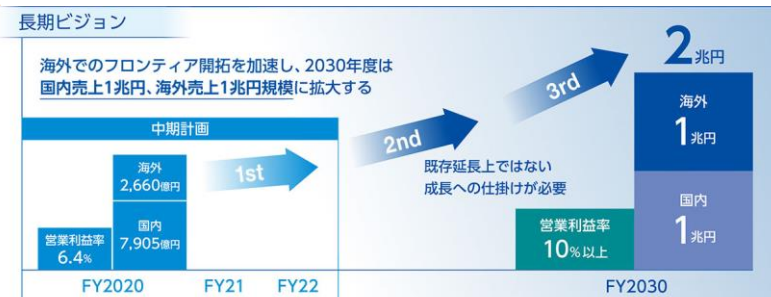 長期ビジョン
海外でのフロンティア開拓を加速し、2030年度は
国内売上1兆円、海外売上1兆円規模に拡大する
中期計画
1st
2nd
3rd
既存延長上ではない
成長への仕掛けが必要
海外
2,660億円
国内
7,905億円
営業利益率
6.4%
2兆円
海外
1兆円
国内
1兆円
営業利益率
10%以上
FY2020 FY21 FY22 FY2030